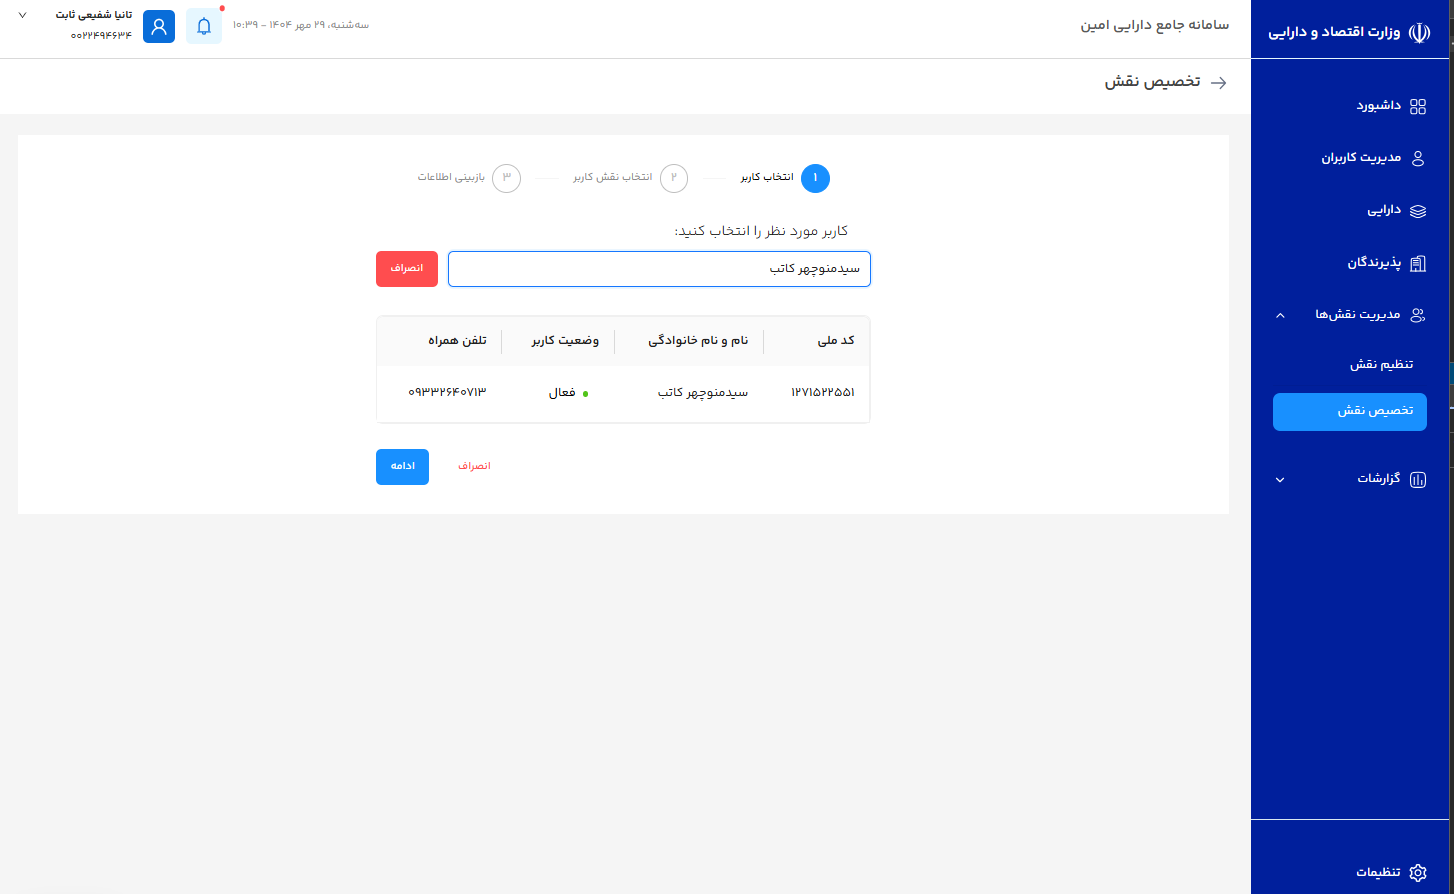 وزارت اقتصاد و دارایی
داشبورد
مدیریت کاربران
دارایی
پذیرندگان
مدیریت نقش‌ها
تنظیم نقش
تخصیص نقش
گزارشات
تنظیمات
سامانه جامع دارایی امین
سه‌شنبه، ۲۹ مهر ۱۴۰۴ - ۱۰:۳۹
تانیا شفیعی ثابت
۰۰۲۲۴۹۴۶۳۴
تخصیص نقش
۱ انتخاب کاربر ۲ انتخاب نقش کاربر ۳ بازبینی اطلاعات
کاربر مورد نظر را انتخاب کنید:
سیدمنوچهر کاتب انصراف
کد ملی نام و نام خانوادگی وضعیت کاربر تلفن همراه
۱۲۷۱۵۲۲۵۵۱ سیدمنوچهر کاتب فعال ۰۹۳۳۲۶۴۰۷۱۳
انصراف ادامه